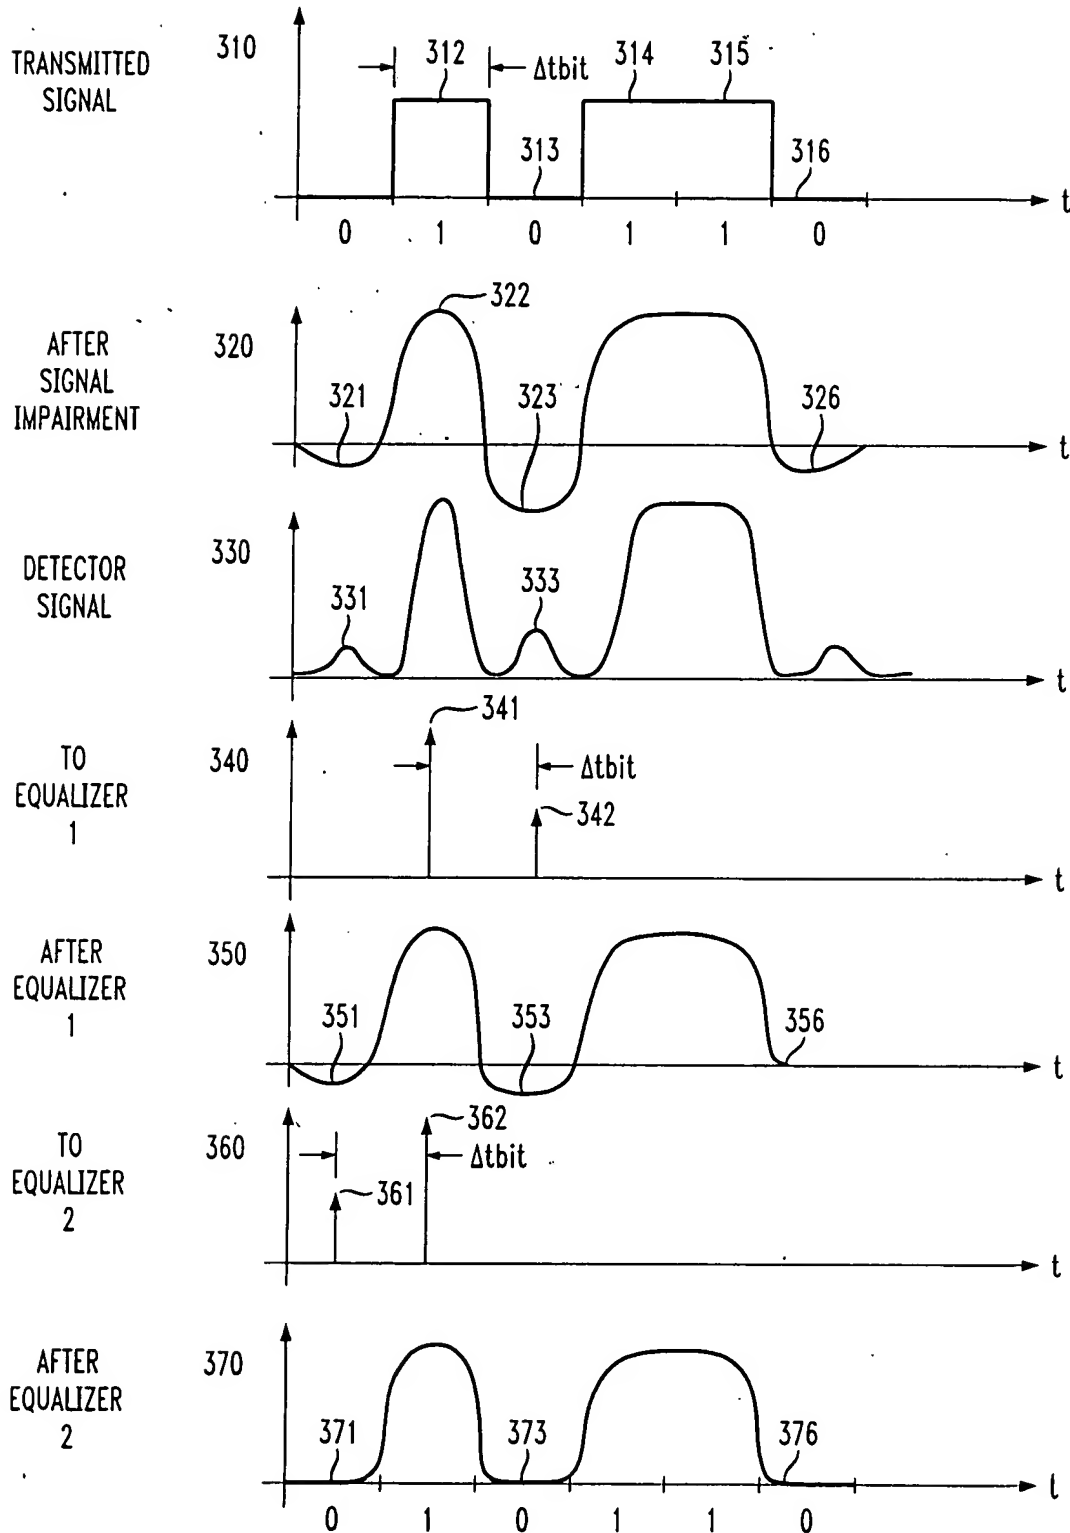 TRANSMITTED
SIGNAL
310
312
Δtbit
314
315
313
316
t
0 1 0 1 1 0
AFTER
SIGNAL
IMPAIRMENT
320
322
321
323
326
t
DETECTOR
SIGNAL
330
331
333
t
TO
EQUALIZER
1
340
341
Δtbit
342
t
AFTER
EQUALIZER
1
350
351
353
356
t
TO
EQUALIZER
2
360
362
Δtbit
361
t
AFTER
EQUALIZER
2
370
371
373
376
t
0 1 0 1 1 0